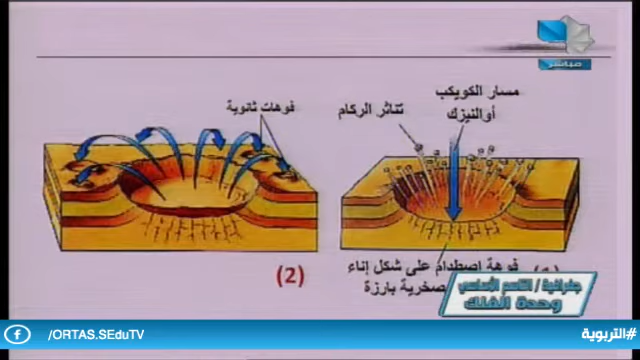 مباشر
مسار الكويكب
أوالنيزك
تناثر الركام
فوهات ثانوية
فوهة إصطدام على شكل إناء
صخرية بارزة
(2)
جغرافية / التاسع الأساسي
وحدة الفلك
/ORTAS.SEduTV
#التربوية